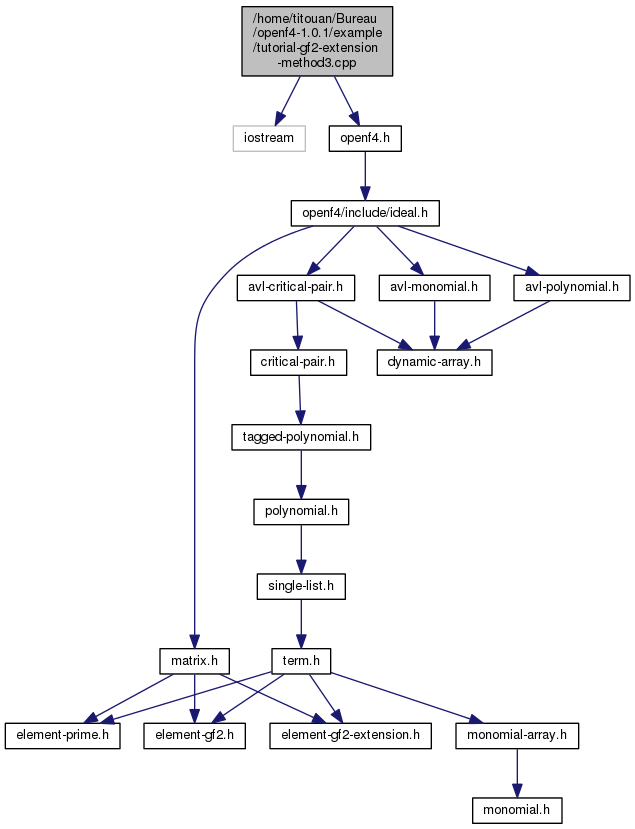 /home/titouan/Bureau
/openf4-1.0.1/example
/tutorial-gf2-extension
-method3.cpp
iostream
openf4.h
openf4/include/ideal.h
avl-critical-pair.h
avl-monomial.h
avl-polynomial.h
critical-pair.h
dynamic-array.h
tagged-polynomial.h
polynomial.h
single-list.h
matrix.h
term.h
element-prime.h
element-gf2.h
element-gf2-extension.h
monomial-array.h
monomial.h